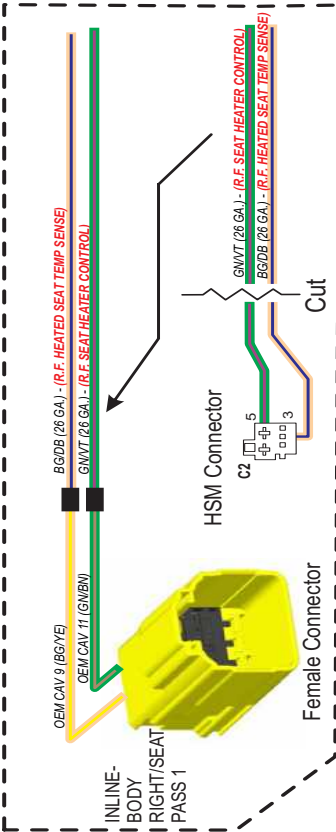 OEM CAV 9 (BG/YE)
BG/DB (26 GA.) - (R.F. HEATED SEAT TEMP SENSE)
OEM CAV 11 (GN/BN)
GN/VT (26 GA.) - (R.F. SEAT HEATER CONTROL)
INLINE-
BODY
RIGHT/SEAT
PASS 1
Female Connector
HSM Connector
C2
5
3
GN/VT (26 GA.) - (R.F. SEAT HEATER CONTROL)
BG/DB (26 GA.) - (R.F. HEATED SEAT TEMP SENSE)
Cut